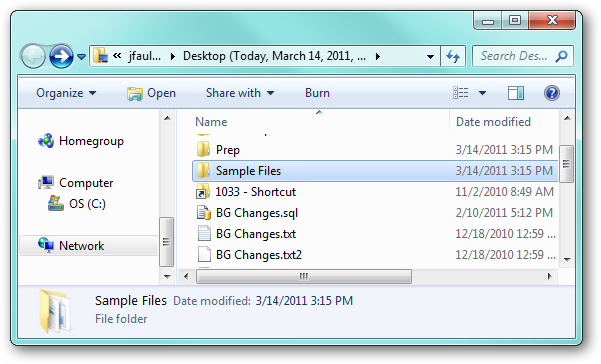 « jfaul... Desktop (Today, March 14, 2011, ... Search Des...
Organize Open Share with Burn
Name Date modified
Homegroup
Computer
OS (C:)
Network
Prep 3/14/2011 3:15 PM
Sample Files 3/14/2011 3:15 PM
1033 - Shortcut 11/2/2010 8:49 AM
BG Changes.sql 2/10/2011 5:12 PM
BG Changes.txt 12/18/2010 12:59 ...
BG Changes.txt2 12/18/2010 12:59 ...
Sample Files Date modified: 3/14/2011 3:15 PM
File folder